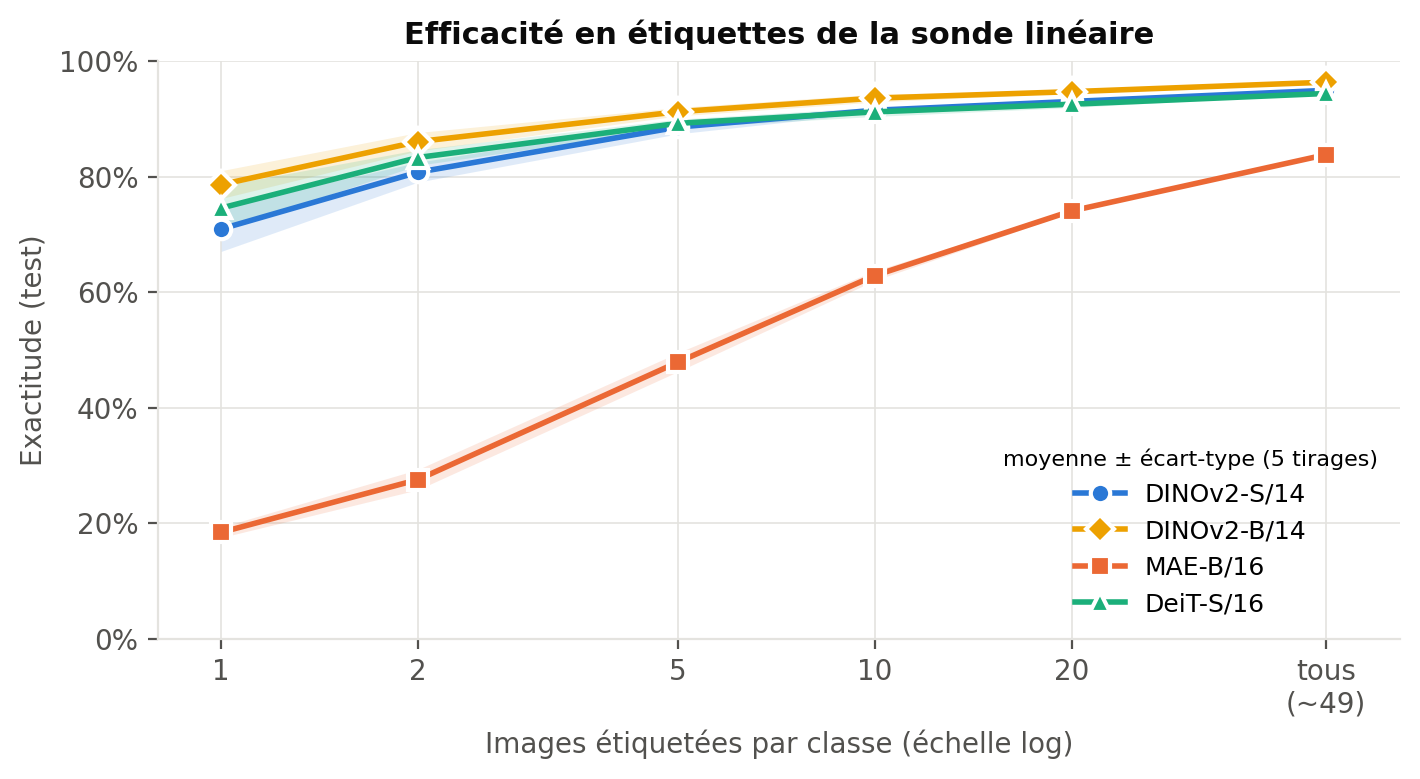 Efficacité en étiquettes de la sonde linéaire
100%
80%
60%
40%
20%
0%
Exactitude (test)
moyenne ± écart-type (5 tirages)
DINOv2-S/14
DINOv2-B/14
MAE-B/16
DeiT-S/16
1 2 5 10 20 tous
(~49)
Images étiquetées par classe (échelle log)